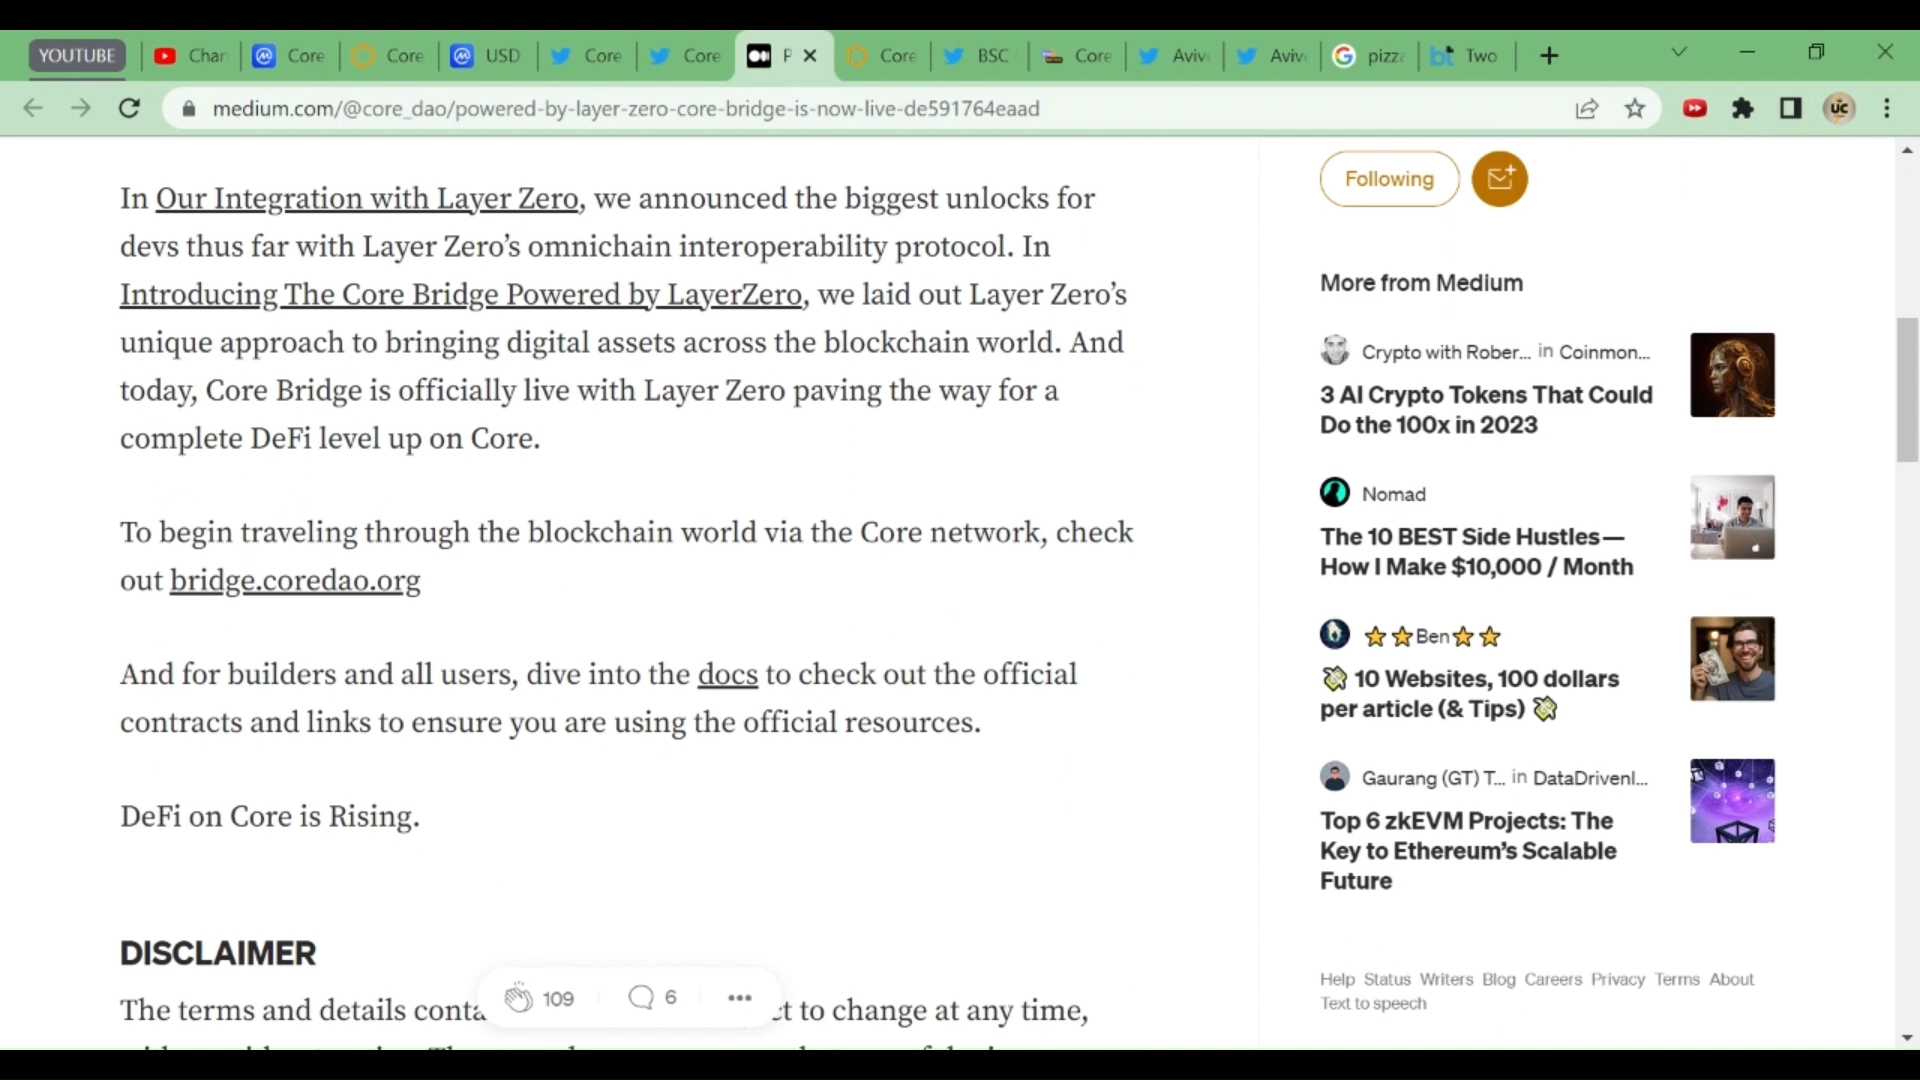 YOUTUBE
Chan
Core
Core
USD
Core
Core
P
Core
BSC
Core
Avive
Avive
pizza
Two
medium.com/@core_dao/powered-by-layer-zero-core-bridge-is-now-live-de591764eaad
In Our Integration with Layer Zero, we announced the biggest unlocks for
devs thus far with Layer Zero’s omnichain interoperability protocol. In
Introducing The Core Bridge Powered by LayerZero, we laid out Layer Zero’s
unique approach to bringing digital assets across the blockchain world. And
today, Core Bridge is officially live with Layer Zero paving the way for a
complete DeFi level up on Core.
To begin traveling through the blockchain world via the Core network, check
out bridge.coredao.org
And for builders and all users, dive into the docs to check out the official
contracts and links to ensure you are using the official resources.
DeFi on Core is Rising.
DISCLAIMER
The terms and details conta
ct to change at any time,
109
6
Following
More from Medium
Crypto with Rober... in Coinmon...
3 AI Crypto Tokens That Could
Do the 100x in 2023
Nomad
The 10 BEST Side Hustles—
How I Make $10,000 / Month
⭐⭐Ben⭐⭐
💸 10 Websites, 100 dollars
per article (& Tips) 💸
Gaurang (GT) T... in DataDrivenI...
Top 6 zkEVM Projects: The
Key to Ethereum’s Scalable
Future
Help Status Writers Blog Careers Privacy Terms About
Text to speech